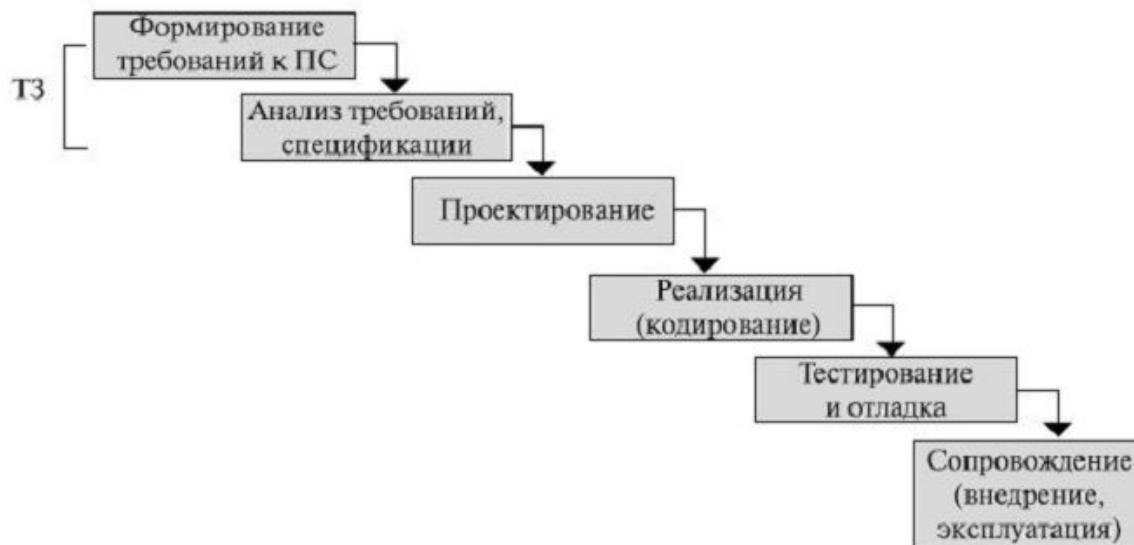 Формирование
требований к ПС
ТЗ
Анализ требований,
спецификации
Проектирование
Реализация
(кодирование)
Тестирование
и отладка
Сопровождение
(внедрение,
эксплуатация)